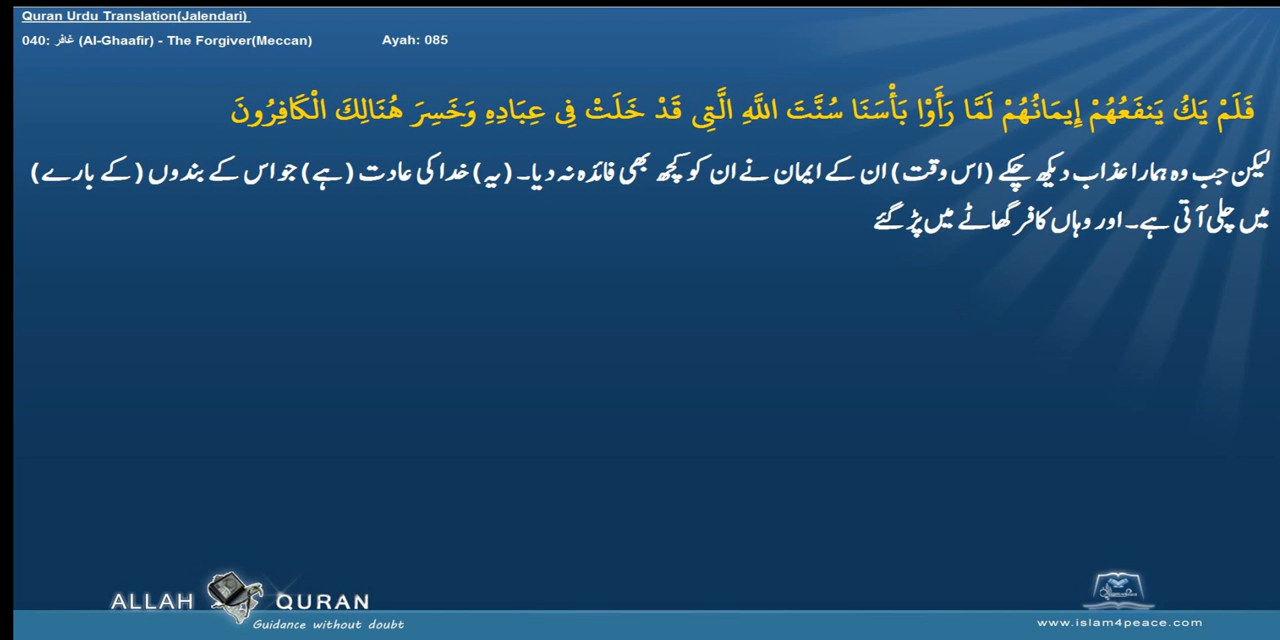 Quran Urdu Translation(Jalendari)
040: غافر (Al-Ghaafir) - The Forgiver(Meccan) Ayah: 085
فَلَمْ يَكُ يَنفَعُهُمْ إِيمَانُهُمْ لَمَّا رَأَوْا بَأْسَنَا سُنَّتَ اللَّهِ الَّتِي قَدْ خَلَتْ فِي عِبَادِهِ وَخَسِرَ هُنَالِكَ الْكَافِرُونَ
لیکن جب وہ ہمارا عذاب دیکھ چکے (اس وقت) ان کے ایمان نے ان کو کچھ بھی فائدہ نہ دیا۔ (یہ) خدا کی عادت (ہے) جو اس کے بندوں (کے بارے)
میں چلی آتی ہے۔ اور وہاں کافر گھاٹے میں پڑ گئے
ALLAH QURAN
Guidance without doubt
www.islam4peace.com